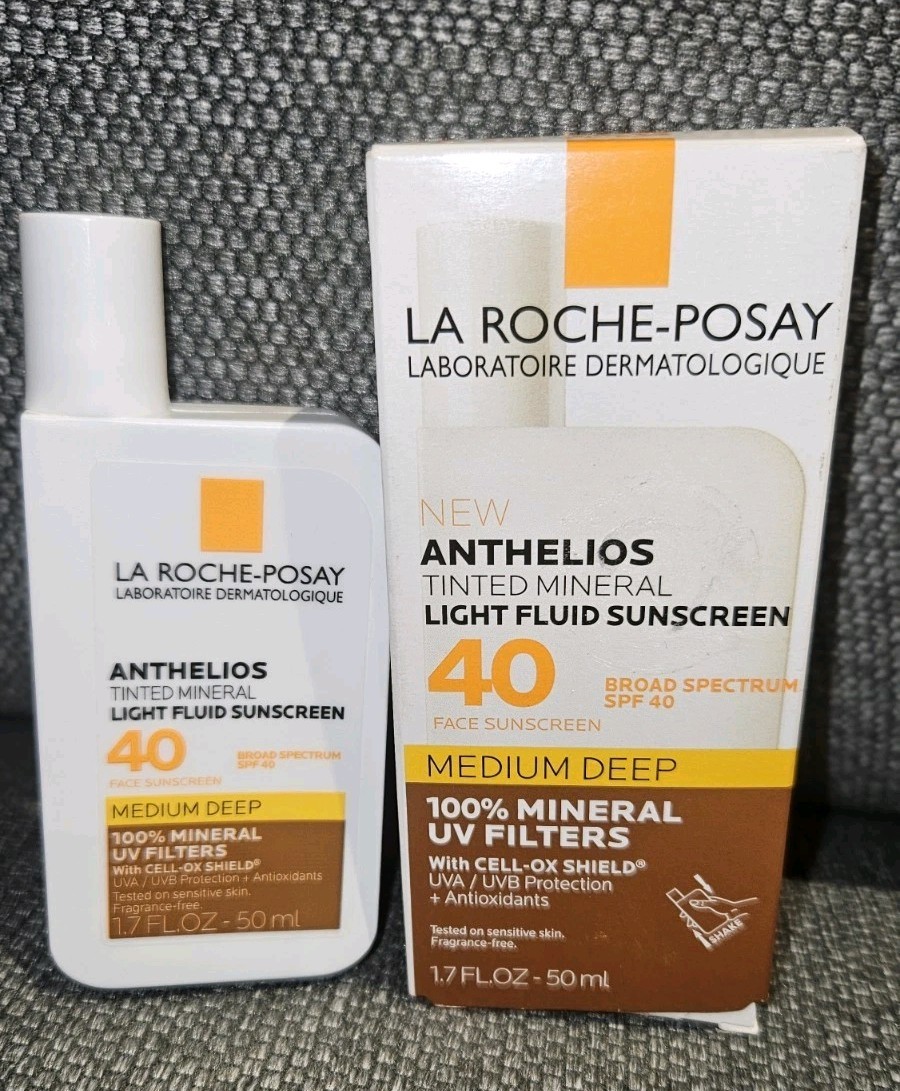 LA ROCHE-POSAY
LABORATOIRE DERMATOLOGIQUE
ANTHELIOS
TINTED MINERAL
LIGHT FLUID SUNSCREEN
40
BROAD SPECTRUM
SPF 40
FACE SUNSCREEN
MEDIUM DEEP
100% MINERAL
UV FILTERS
With CELL-OX SHIELD®
UVA / UVB Protection + Antioxidants
Tested on sensitive skin.
Fragrance-free.
1.7 FL.OZ - 50 ml
LA ROCHE-POSAY
LABORATOIRE DERMATOLOGIQUE
NEW
ANTHELIOS
TINTED MINERAL
LIGHT FLUID SUNSCREEN
40
BROAD SPECTRUM
SPF 40
FACE SUNSCREEN
MEDIUM DEEP
100% MINERAL
UV FILTERS
With CELL-OX SHIELD®
UVA / UVB Protection
+ Antioxidants
SHAKE
Tested on sensitive skin.
Fragrance-free.
1.7 FL.OZ - 50 ml